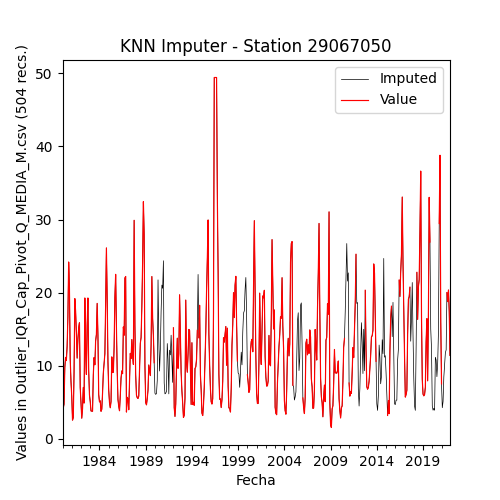 KNN Imputer - Station 29067050
Values in Outlier_IQR_Cap_Pivot_Q_MEDIA_M.csv (504 recs.)
50
40
30
20
10
0
Imputed
Value
1984 1989 1994 1999 2004 2009 2014 2019
Fecha